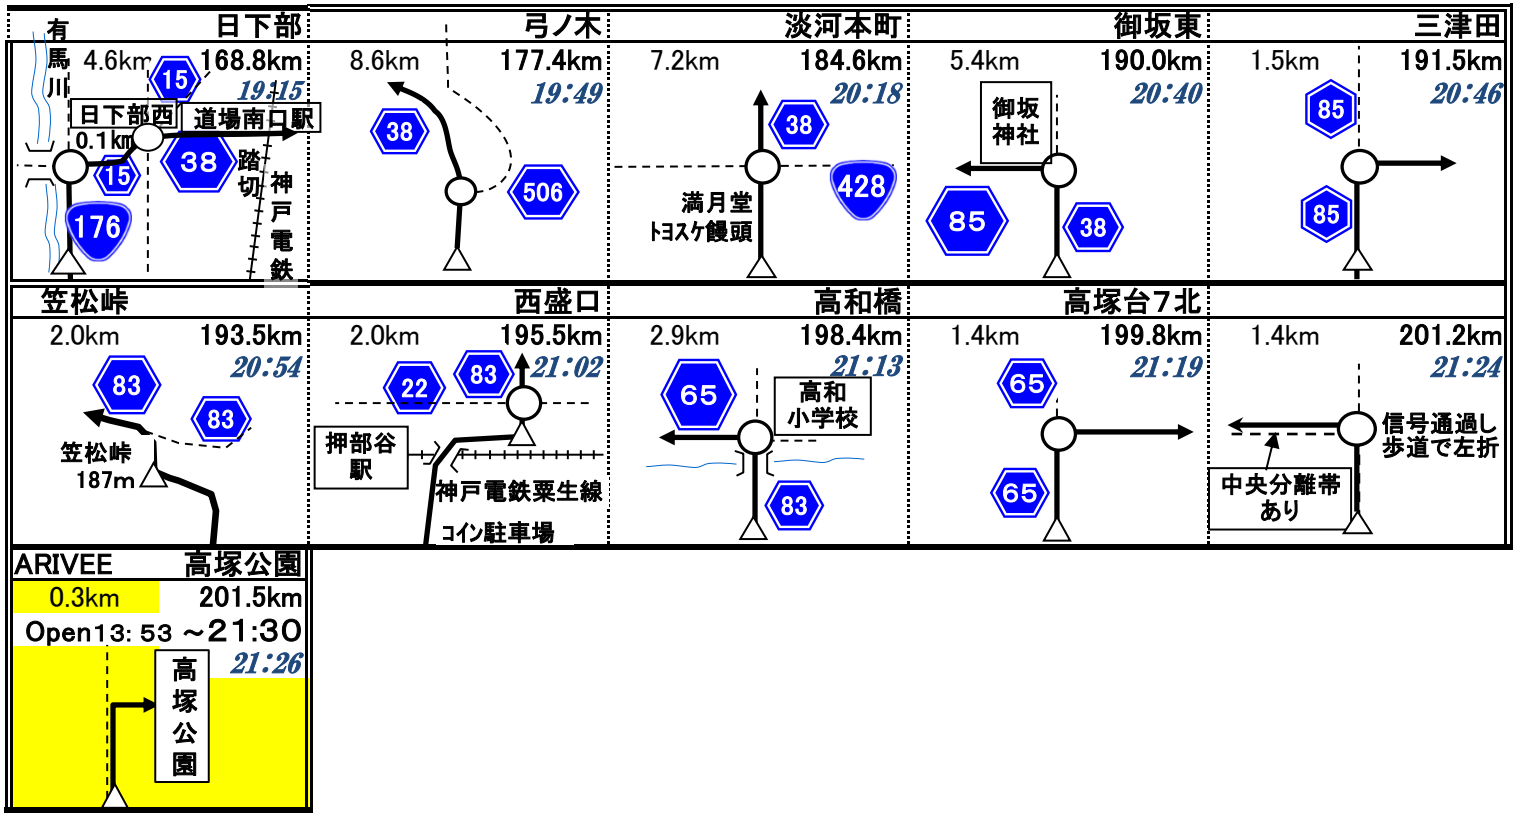 日下部
4.6km 168.8km
19:15
有馬川
15
日下部西
道場南口駅
0.1km
38
15
踏切
176
神戸電鉄
弓ノ木
8.6km 177.4km
19:49
38
506
淡河本町
7.2km 184.6km
20:18
38
428
満月堂
トヨスケ饅頭
御坂東
5.4km 190.0km
20:40
御坂
神社
85
38
三津田
1.5km 191.5km
20:46
85
85
笠松峠
2.0km 193.5km
20:54
83
83
笠松峠
187m
西盛口
2.0km 195.5km
21:02
83
22
押部谷
駅
神戸電鉄粟生線
コイン駐車場
高和橋
2.9km 198.4km
21:13
65
高和
小学校
83
高塚台7北
1.4km 199.8km
21:19
65
65
1.4km 201.2km
21:24
信号通過し
歩道で左折
中央分離帯
あり
ARIVEE 高塚公園
0.3km 201.5km
Open13:53 ~21:30
21:26
高塚公園